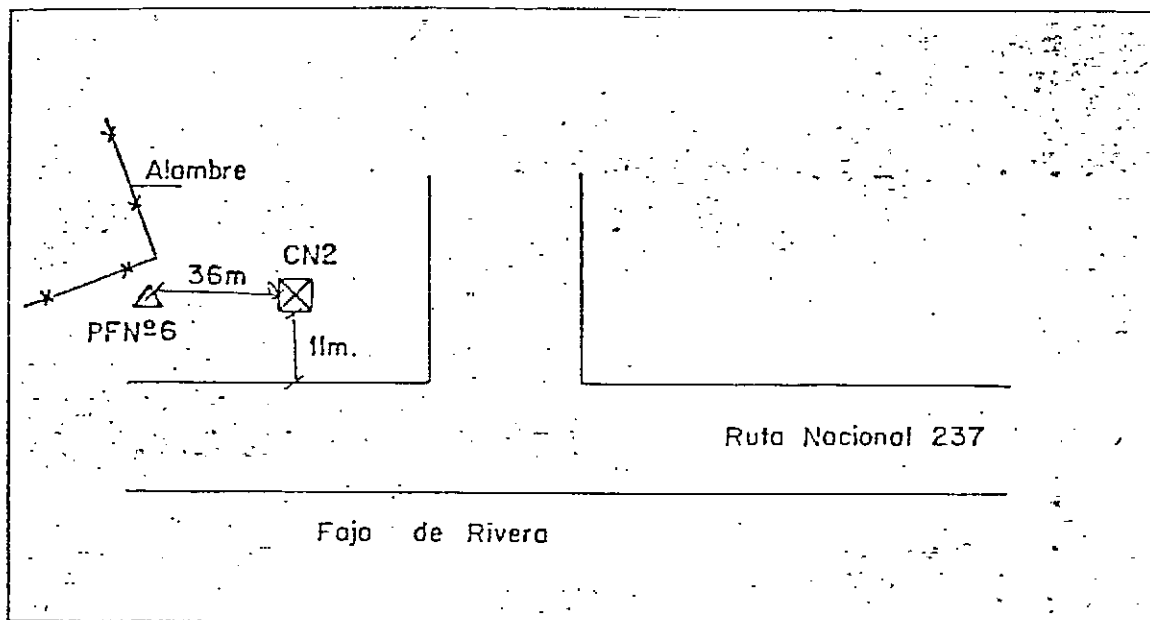 Alambre
CN2
36m
PFNº6
11m.
Ruta Nacional 237
Faja de Rivera